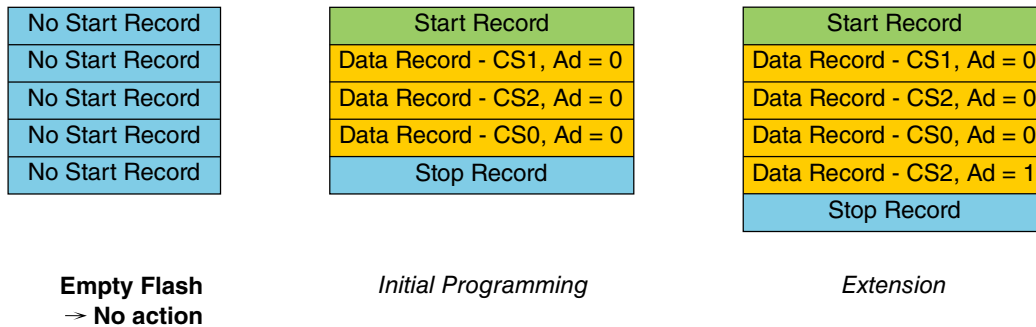 No Start Record
No Start Record
No Start Record
No Start Record
No Start Record
Empty Flash
→ No action
Start Record
Data Record - CS1, Ad = 0
Data Record - CS2, Ad = 0
Data Record - CS0, Ad = 0
Stop Record
Initial Programming
Start Record
Data Record - CS1, Ad = 0
Data Record - CS2, Ad = 0
Data Record - CS0, Ad = 0
Data Record - CS2, Ad = 1
Stop Record
Extension